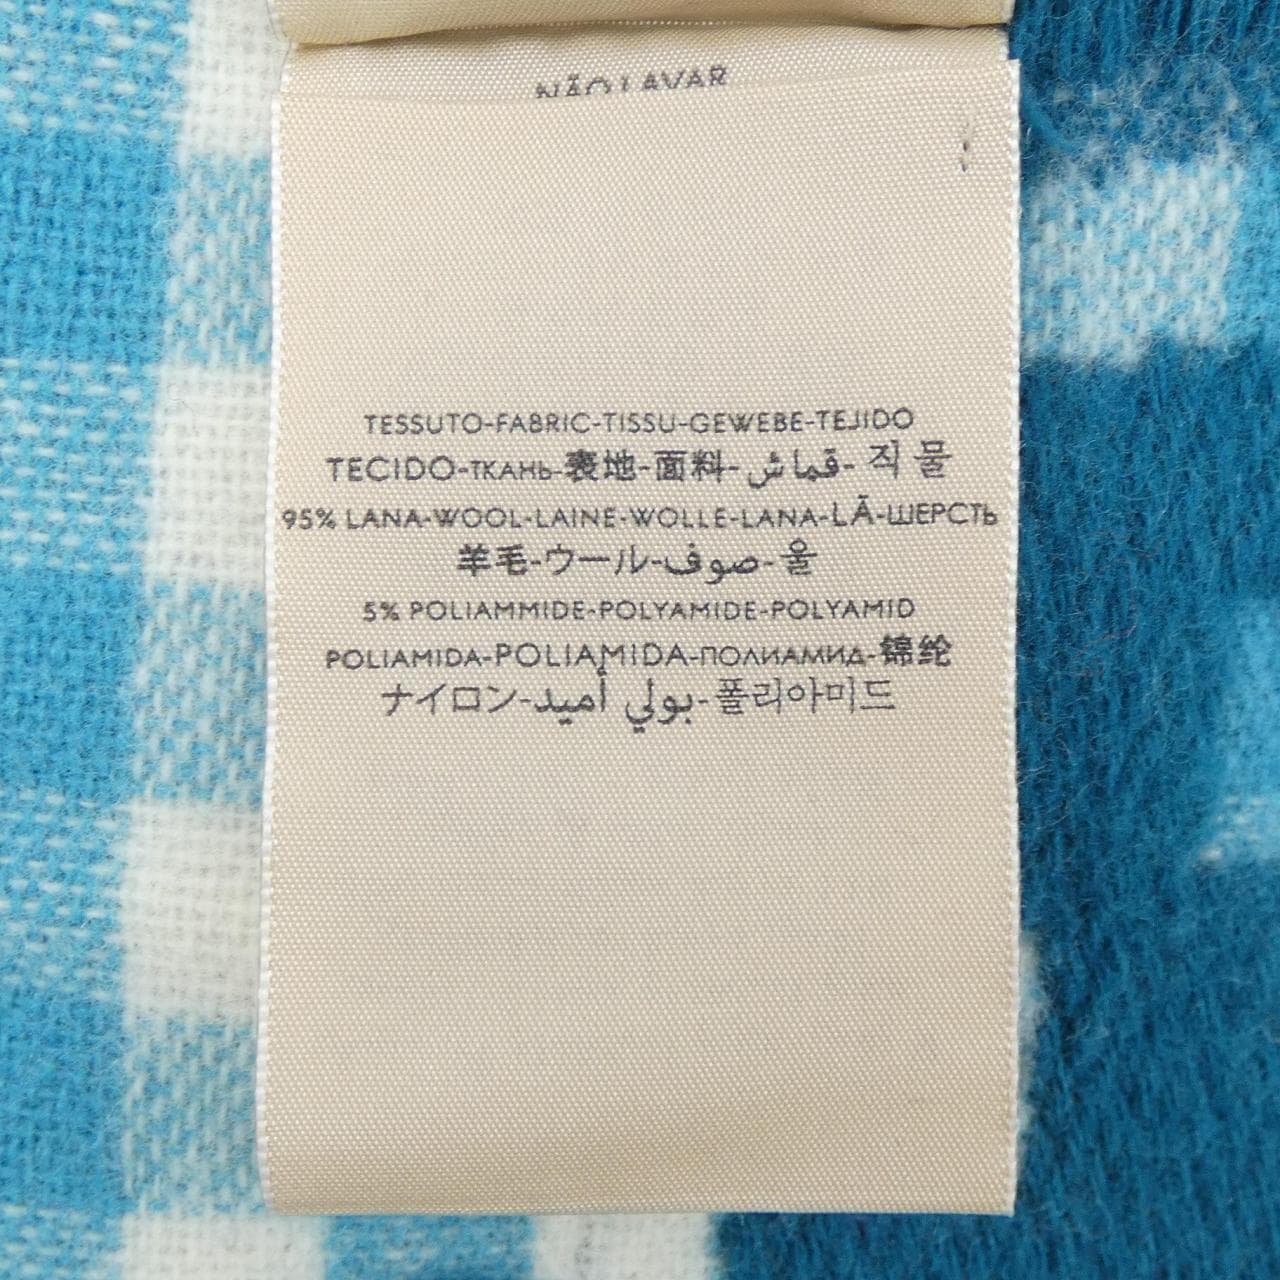 NÃO LAVAR
TESSUTO-FABRIC-TISSU-GEWEBE-TEJIDO
TECIDO-ТКАНЬ-表地-面料-قماش-직물
95% LANA-WOOL-LAINE-WOLLE-LANA-LÃ-ШЕРСТЬ
羊毛-ウール-صوف-울
5% POLIAMMIDE-POLYAMIDE-POLYAMID
POLIAMIDA-POLIAMIDA-ПОЛИАМИД-锦纶
ナイロン-بولي أميد-폴리아미드